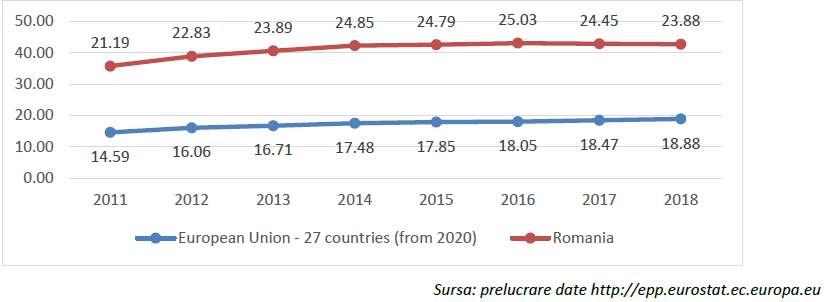 50.00
40.00
30.00
20.00
10.00
0.00
21.19 22.83 23.89 24.85 24.79 25.03 24.45 23.88
14.59 16.06 16.71 17.48 17.85 18.05 18.47 18.88
2011 2012 2013 2014 2015 2016 2017 2018
European Union - 27 countries (from 2020) Romania
Sursa: prelucrare date http://epp.eurostat.ec.europa.eu